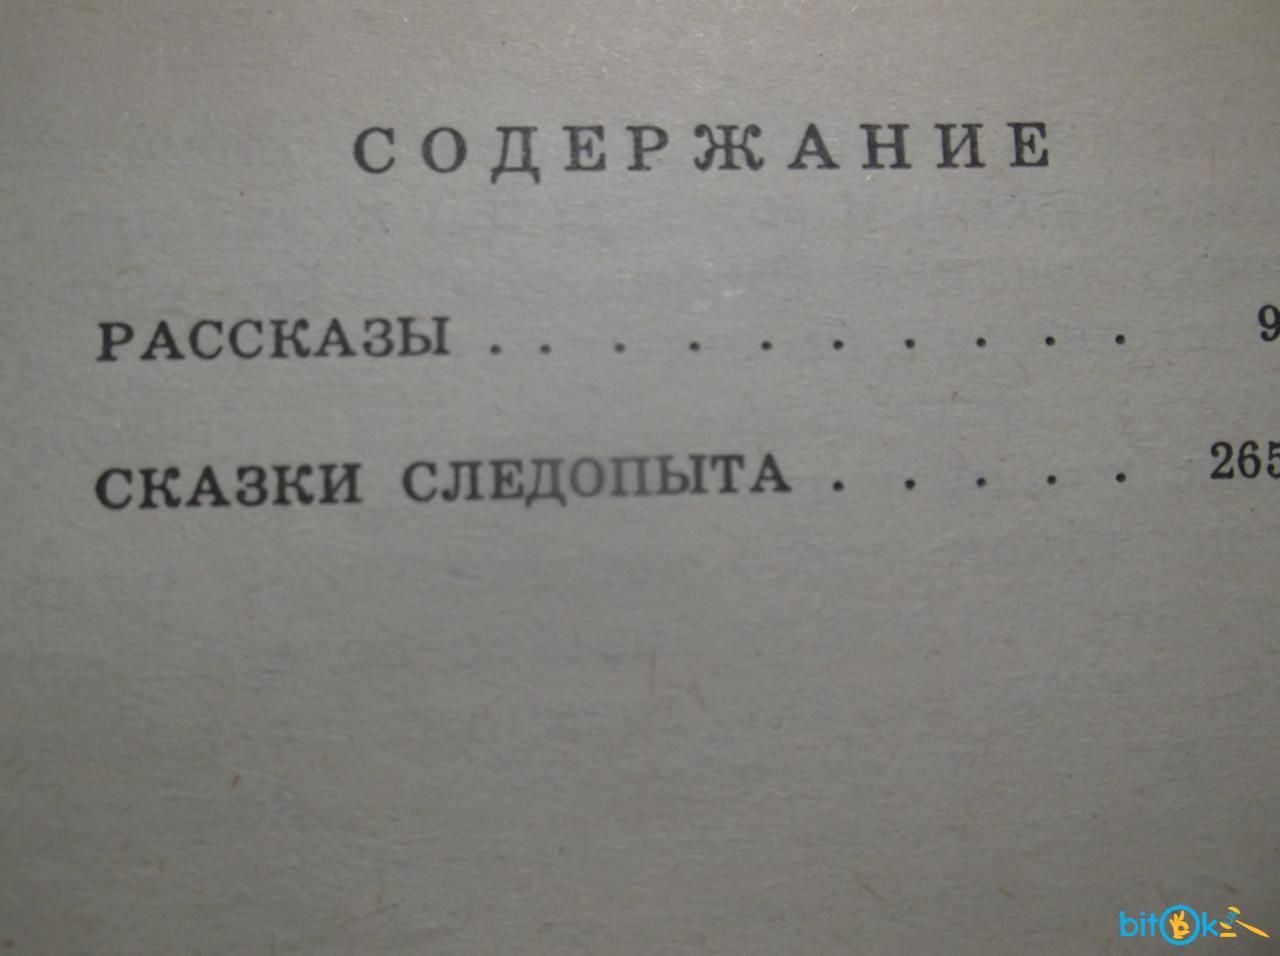 СОДЕРЖАНИЕ
РАССКАЗЫ . . . . . . . . . . 9
СКАЗКИ СЛЕДОПЫТА . . . . . 265
bitOk